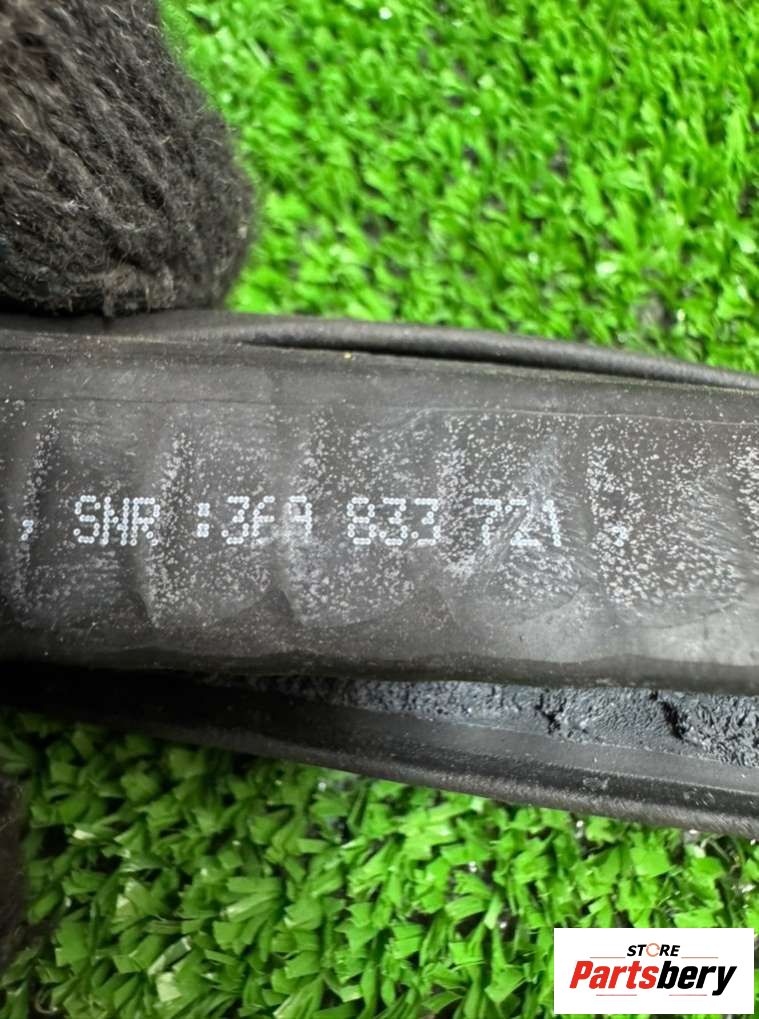 , SNR :3G9 833 721 ,
STORE
Partsbery